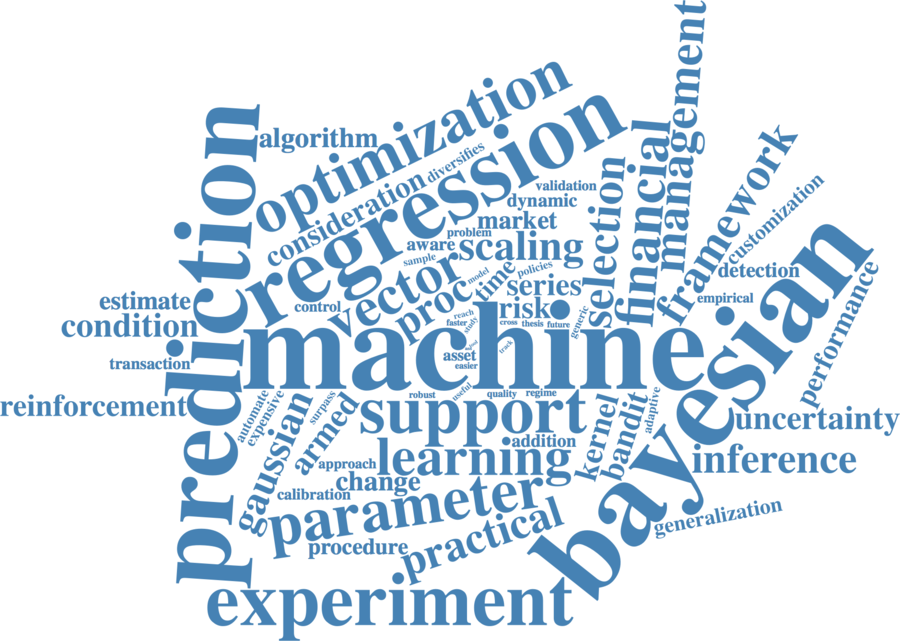 management
optimization
prediction
algorithm
regression
diversifies
consideration
validation
dynamic
market
problem
aware
scaling
selection
financial
framework
customization
sample
vector
model
policies
time
series
detection
bayesian
performance
proc
estimate
condition
control
risk
empirical
generic
reach
faster
study
cross
thesis
future
machine
track
asset
easier
transaction
reinforcement
automate
expensive
surpass
robust
useful
quality
regime
support
kernel
bandit
adaptive
uncertainty
gaussian
armed
addition
approach
learning
inference
change
calibration
parameter
generalization
procedure
practical
experiment